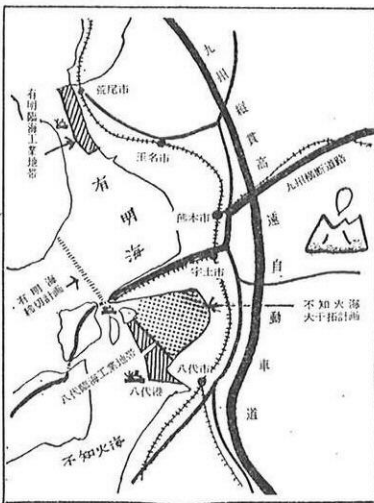 九州縦貫高速自動車道
荒尾市
有明臨海工業地帯
玉名市
有明海
九州横断道路
熊本市
宇土市
有明海締切計画
不知火海
大干拓計画
八代臨海工業地帯
八代市
八代港
不知火海